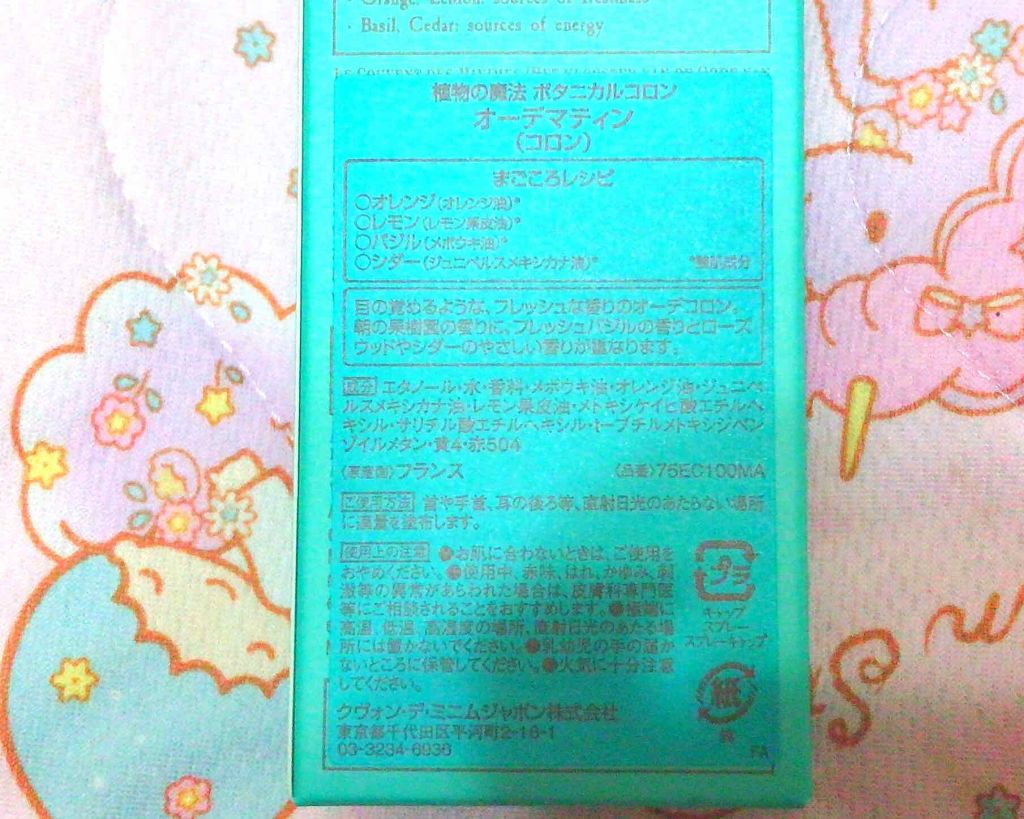 · Orange, Lemon: sources of freshness
· Basil, Cedar: sources of energy
植物の魔法 ボタニカルコロン
オーデマティン
(コロン)
まごころレシピ
○オレンジ(オレンジ油)*
○レモン(レモン果皮油)*
○バジル(メボウキ油)*
○シダー(ジュニペルスメキシカナ油)* *整肌成分
目の覚めるような、フレッシュな香りのオーデコロン。
朝の果樹園の香りに、フレッシュバジルの香りとローズ
ウッドやシダーのやさしい香りが重なります。
成分 エタノール・水・香料・メボウキ油・オレンジ油・ジュニペ
ルスメキシカナ油・レモン果皮油・メトキシケイヒ酸エチルヘ
キシル・サリチル酸エチルヘキシル・t-ブチルメトキシジベン
ゾイルメタン・黄4・赤504
〈原産国〉フランス 〈品番〉76EC100MA
ご使用方法 首や手首、耳の後ろ等、直射日光のあたらない場所
に適量を塗布します。
使用上の注意 ●お肌に合わないときは、ご使用を
おやめください。●使用中、赤味、はれ、かゆみ、刺
激等の異常があらわれた場合は、皮膚科専門医
等にご相談されることをおすすめします。●極端に
高温、低温、高湿度の場所、直射日光のあたる場
所には置かないでください。●乳幼児の手の届か
ないところに保管してください。●火気に十分注意
してください。
プラ
キャップ
スプレー
スプレーキャップ
紙
クヴォン・デ・ミニムジャポン株式会社
東京都千代田区平河町2-16-1
03-3234-6936
FA